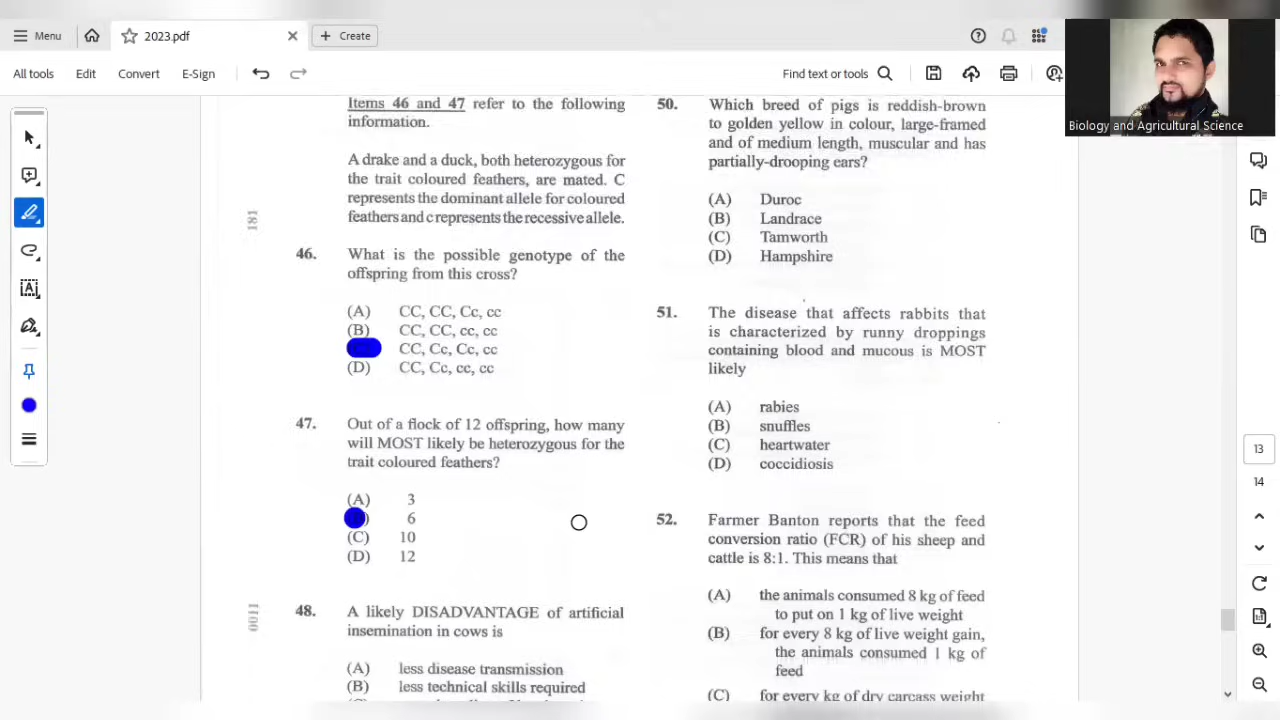 Menu
2023.pdf
Create
All tools
Edit
Convert
E-Sign
Find text or tools
Biology and Agricultural Science
Items 46 and 47 refer to the following
information.
A drake and a duck, both heterozygous for
the trait coloured feathers, are mated. C
represents the dominant allele for coloured
feathers and c represents the recessive allele.
181
46. What is the possible genotype of the
offspring from this cross?
(A) CC, CC, Cc, cc
(B) CC, CC, cc, cc
CC, Cc, Cc, cc
(D) CC, Cc, cc, cc
47. Out of a flock of 12 offspring, how many
will MOST likely be heterozygous for the
trait coloured feathers?
(A) 3
6
(C) 10
(D) 12
0011
48. A likely DISADVANTAGE of artificial
insemination in cows is
(A) less disease transmission
(B) less technical skills required
50. Which breed of pigs is reddish-brown
to golden yellow in colour, large-framed
and of medium length, muscular and has
partially-drooping ears?
(A) Duroc
(B) Landrace
(C) Tamworth
(D) Hampshire
51. The disease that affects rabbits that
is characterized by runny droppings
containing blood and mucous is MOST
likely
(A) rabies
(B) snuffles
(C) heartwater
(D) coccidiosis
52. Farmer Banton reports that the feed
conversion ratio (FCR) of his sheep and
cattle is 8:1. This means that
(A) the animals consumed 8 kg of feed
to put on 1 kg of live weight
(B) for every 8 kg of live weight gain,
the animals consumed 1 kg of
feed
(C) for every kg of dry carcass weight
13
14